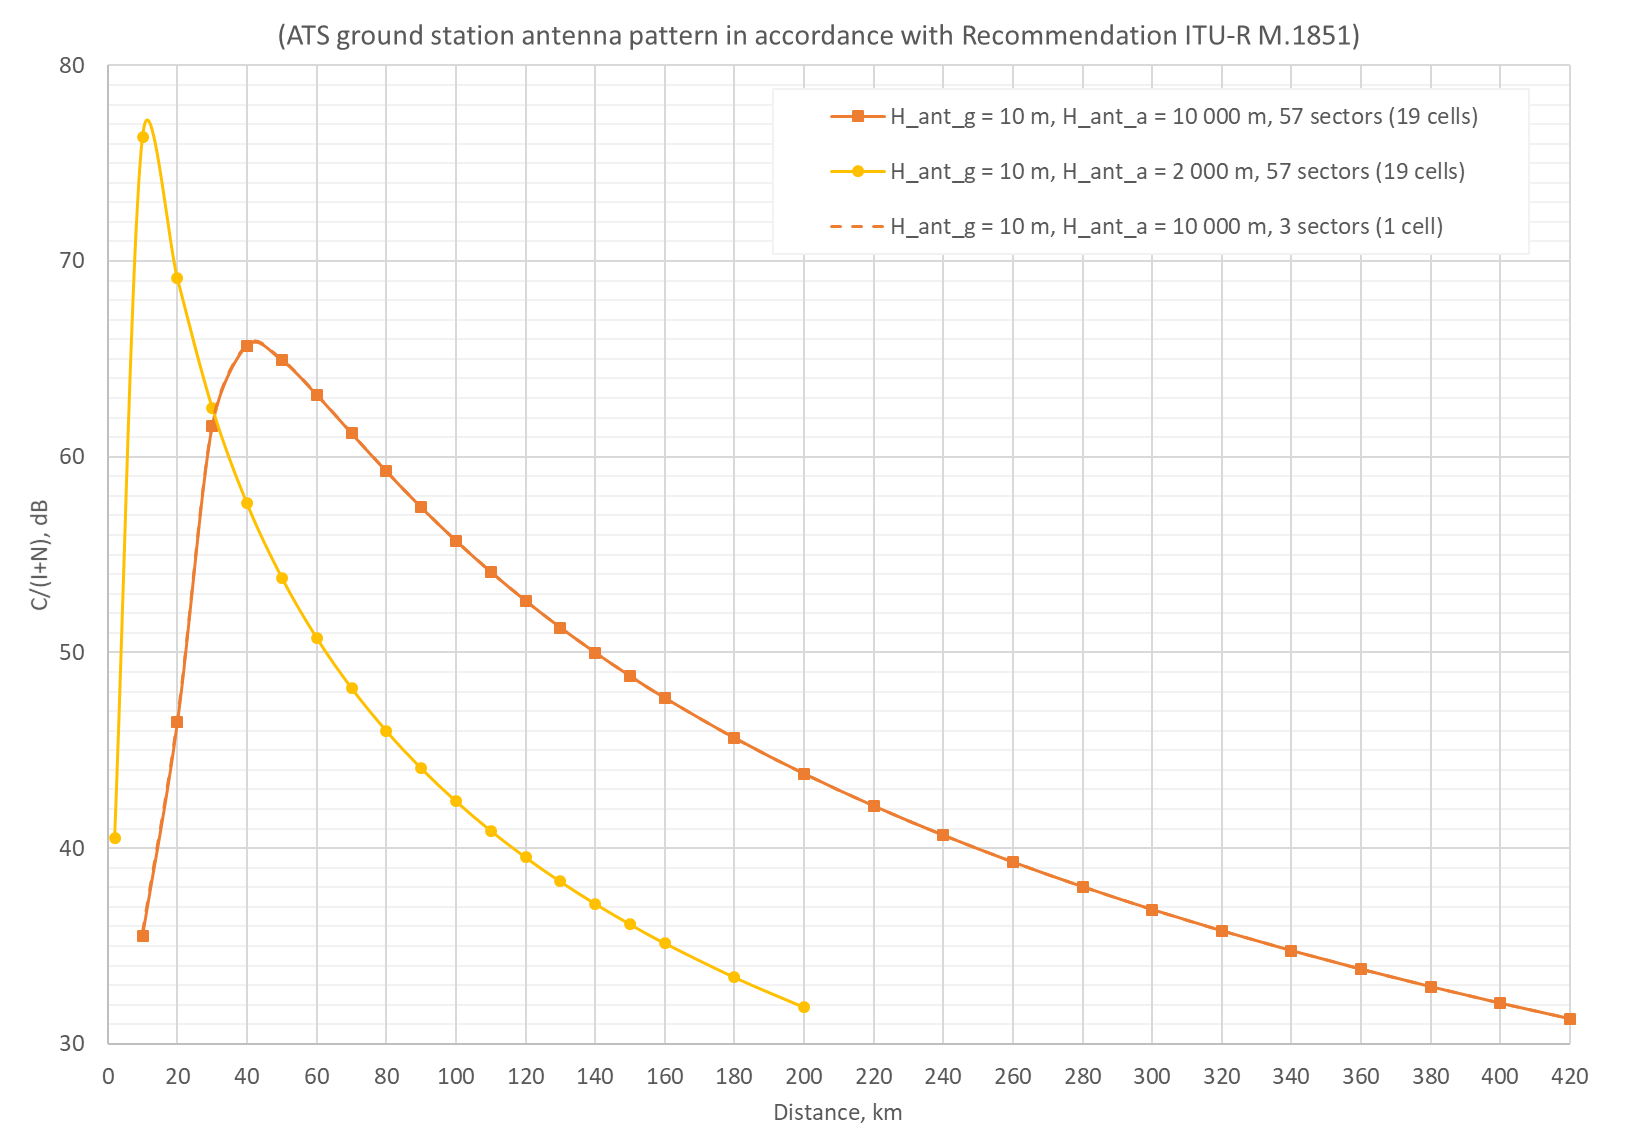 (ATS ground station antenna pattern in accordance with Recommendation ITU-R M.1851)
H_ant_g = 10 m, H_ant_a = 10 000 m, 57 sectors (19 cells)
H_ant_g = 10 m, H_ant_a = 2 000 m, 57 sectors (19 cells)
H_ant_g = 10 m, H_ant_a = 10 000 m, 3 sectors (1 cell)
C/(I+N), dB
80
70
60
50
40
30
0 20 40 60 80 100 120 140 160 180 200 220 240 260 280 300 320 340 360 380 400 420
Distance, km